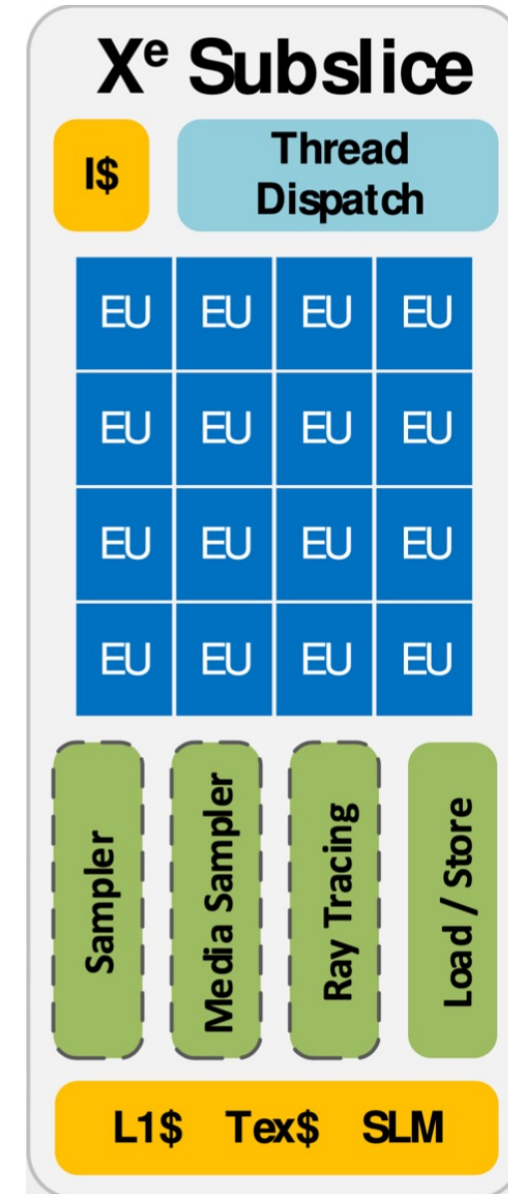 Xᵉ Subslice
I$
Thread
Dispatch
EU EU EU EU
EU EU EU EU
EU EU EU EU
EU EU EU EU
Sampler
Media Sampler
Ray Tracing
Load / Store
L1$ Tex$ SLM